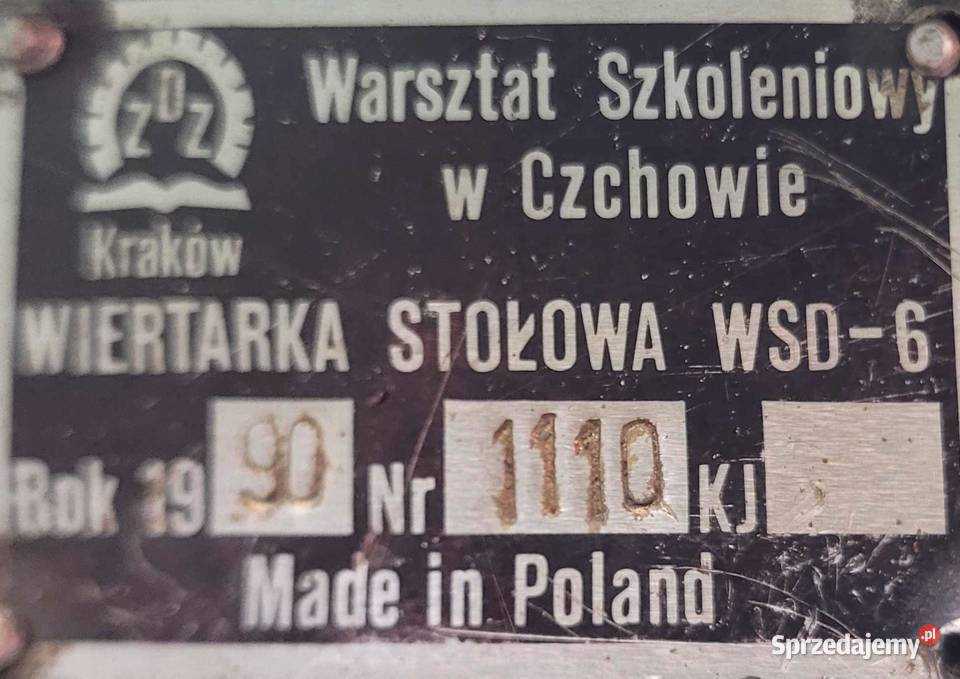 ZDZ
Kraków
Warsztat Szkoleniowy
w Czchowie
WIERTARKA STOŁOWA WSD-6
Rok 1990 Nr 1110 KJ
Made in Poland
Sprzedajemy.pl